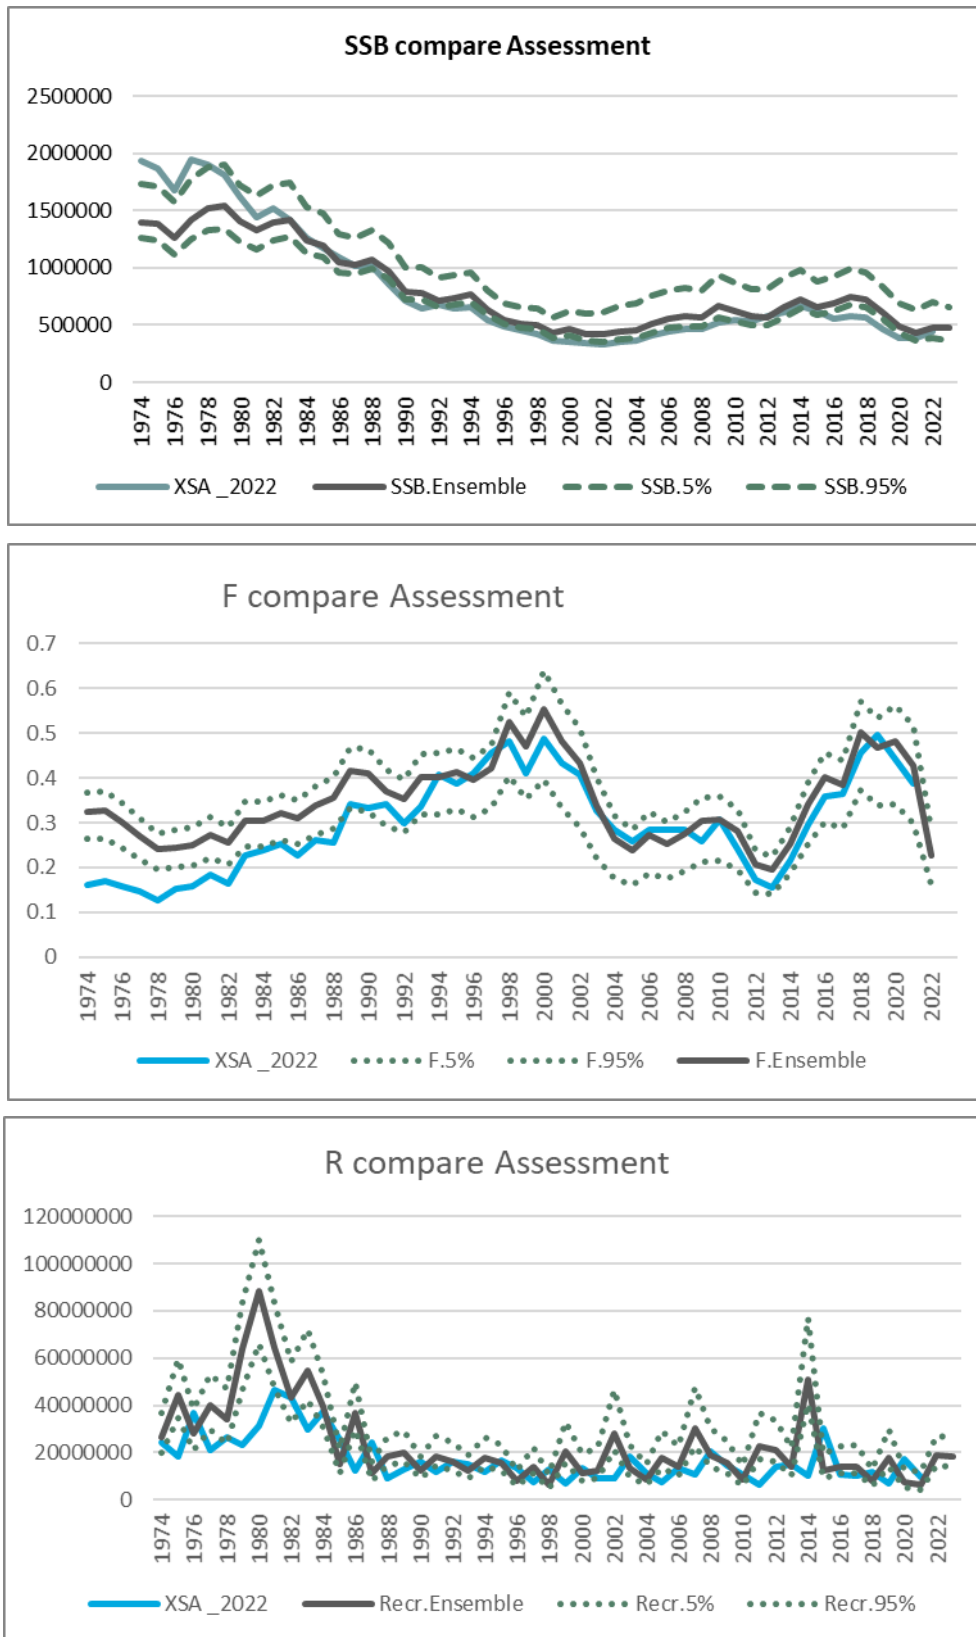 SSB compare Assessment
2500000
2000000
1500000
1000000
500000
0
1974 1976 1978 1980 1982 1984 1986 1988 1990 1992 1994 1996 1998 2000 2002 2004 2006 2008 2010 2012 2014 2016 2018 2020 2022
XSA _2022 SSB.Ensemble SSB.5% SSB.95%
F compare Assessment
0.7
0.6
0.5
0.4
0.3
0.2
0.1
0
1974 1976 1978 1980 1982 1984 1986 1988 1990 1992 1994 1996 1998 2000 2002 2004 2006 2008 2010 2012 2014 2016 2018 2020 2022
XSA _2022 F.5% F.95% F.Ensemble
R compare Assessment
120000000
100000000
80000000
60000000
40000000
20000000
0
1974 1976 1978 1980 1982 1984 1986 1988 1990 1992 1994 1996 1998 2000 2002 2004 2006 2008 2010 2012 2014 2016 2018 2020 2022
XSA _2022 Recr.Ensemble Recr.5% Recr.95%